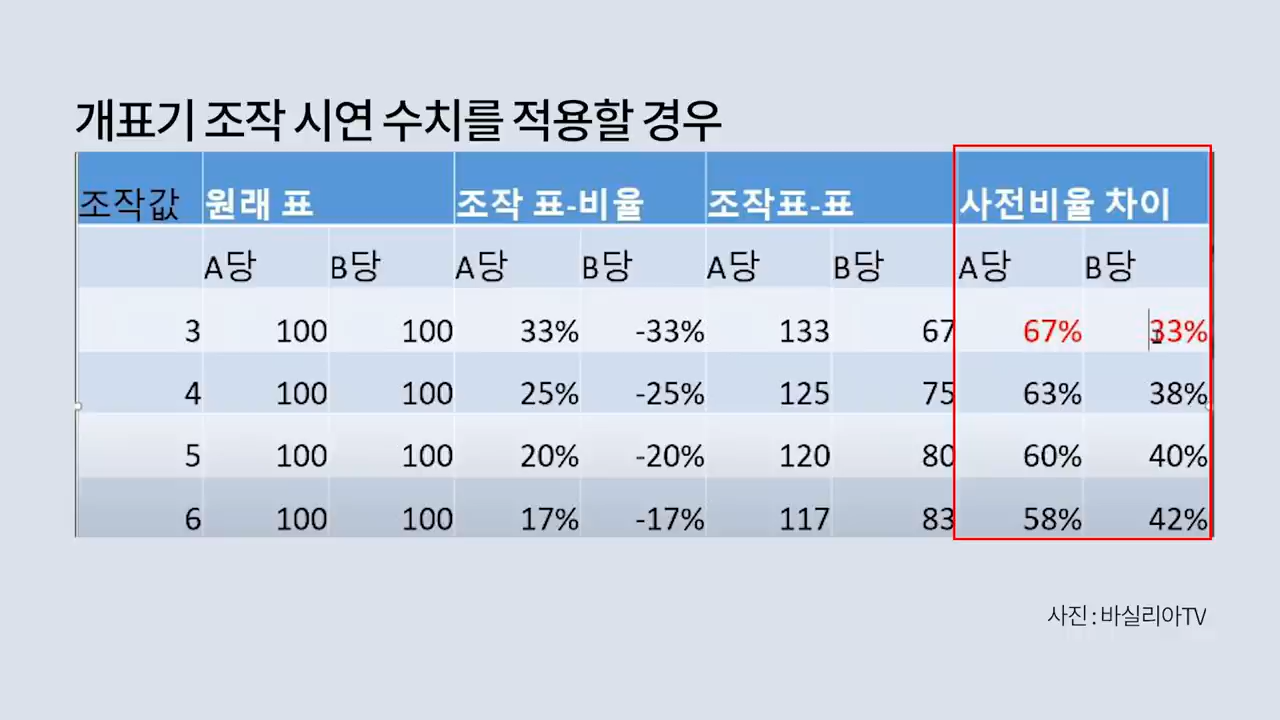 개표기 조작 시연 수치를 적용할 경우
조작값 원래 표 조작 표-비율 조작표-표 사전비율 차이
A당 B당 A당 B당 A당 B당 A당 B당
3 100 100 33% -33% 133 67 67% 33%
4 100 100 25% -25% 125 75 63% 38%
5 100 100 20% -20% 120 80 60% 40%
6 100 100 17% -17% 117 83 58% 42%
사진 : 바실리아TV